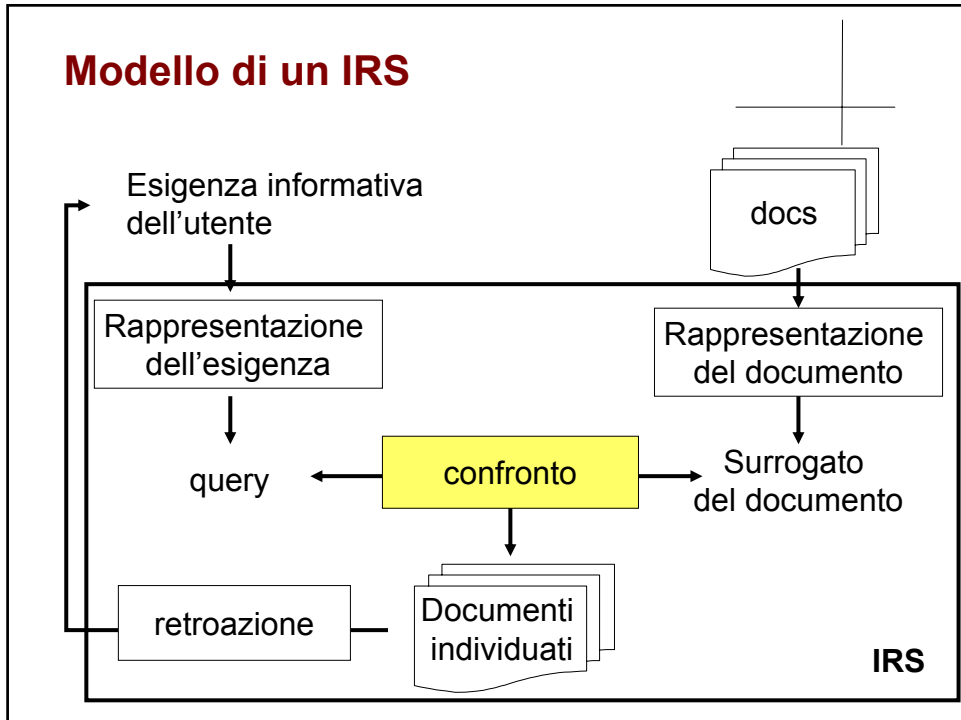 Modello di un IRS
Esigenza informativa
dell’utente
docs
Rappresentazione
dell’esigenza
Rappresentazione
del documento
query
confronto
Surrogato
del documento
retroazione
Documenti
individuati
IRS